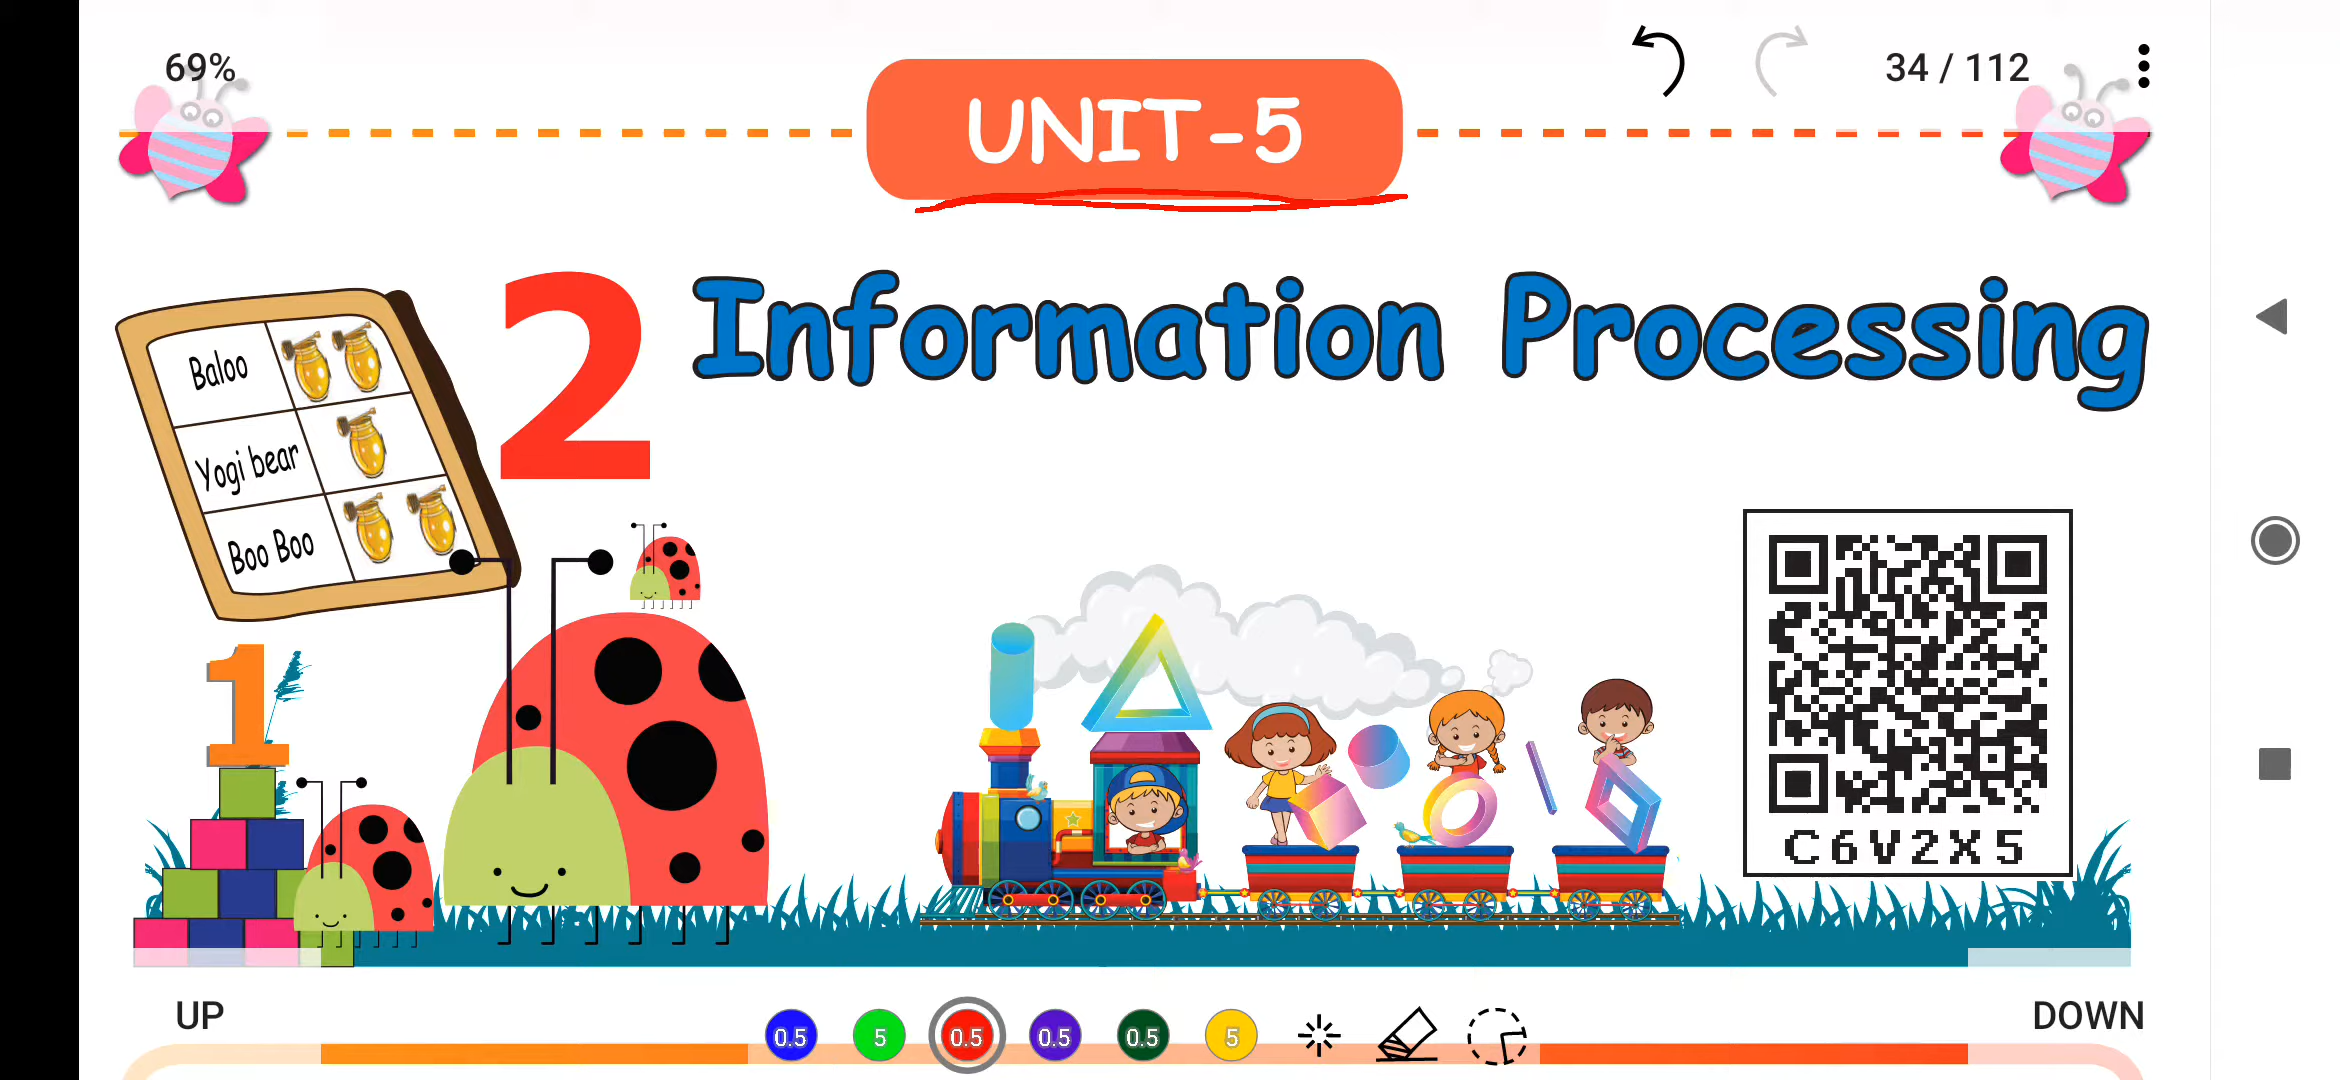 69%
34 / 112
UNIT-5
2 Information Processing
Baloo
Yogi bear
Boo Boo
1
C6V2X5
UP
DOWN
0.5 5 0.5 0.5 0.5 5